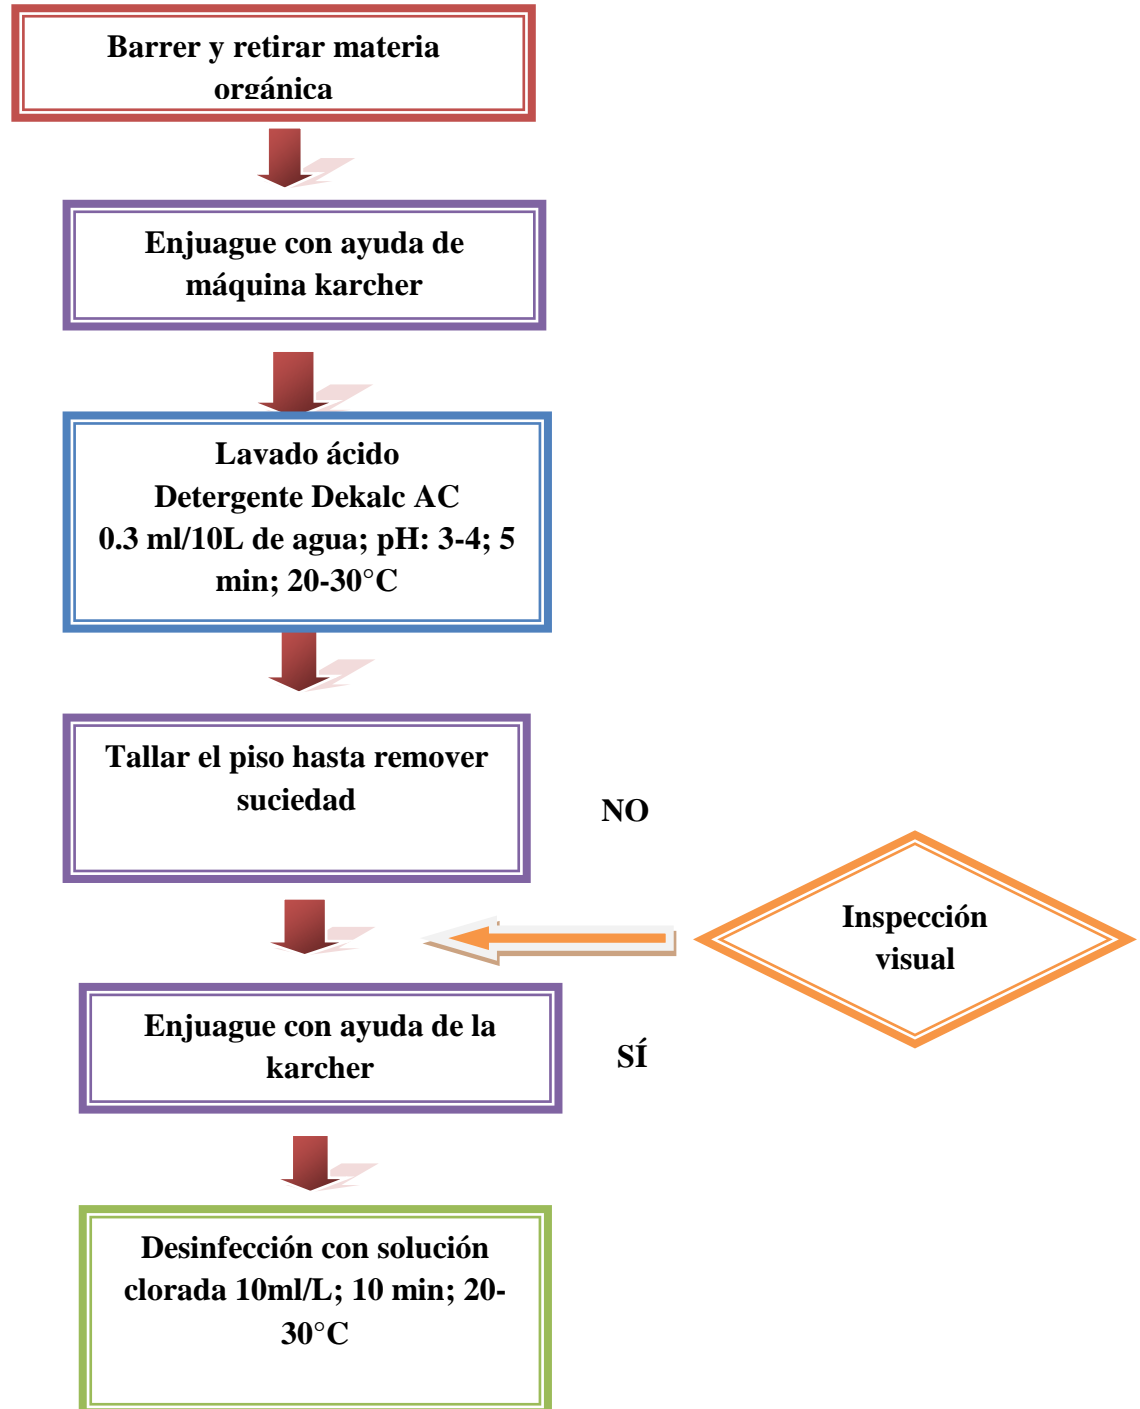 Barrer y retirar materia
orgánica
Enjuague con ayuda de
máquina karcher
Lavado ácido
Detergente Dekalc AC
0.3 ml/10L de agua; pH: 3-4; 5
min; 20-30°C
Tallar el piso hasta remover
suciedad
NO
Inspección
visual
Enjuague con ayuda de la
karcher
SÍ
Desinfección con solución
clorada 10ml/L; 10 min; 20-
30°C